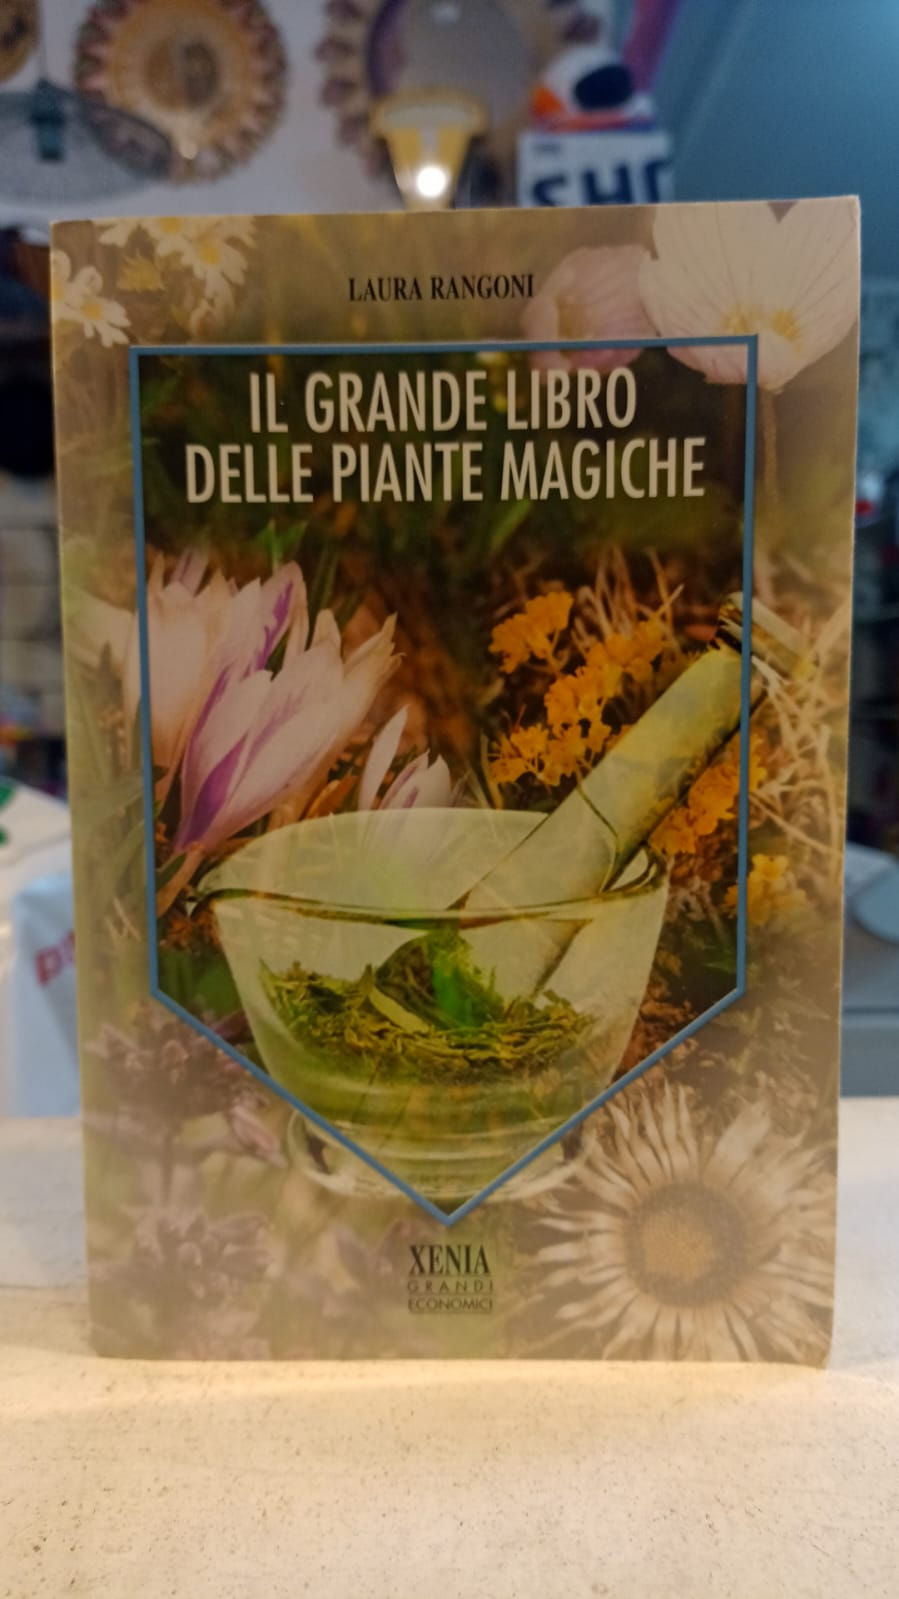 LAURA RANGONI
IL GRANDE LIBRO
DELLE PIANTE MAGICHE
XENIA
GRANDI
ECONOMICI